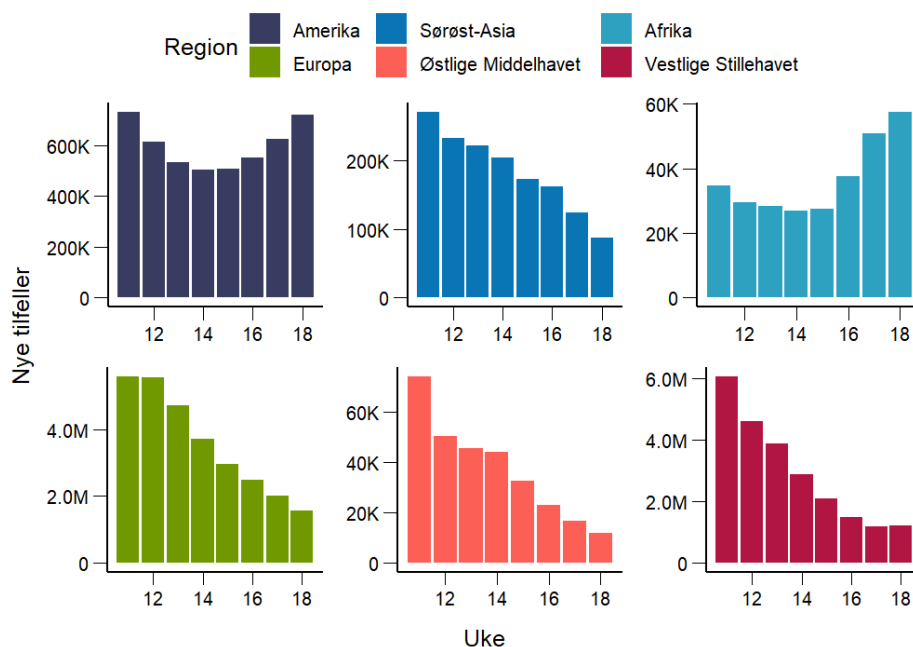 Region Amerika Sørøst-Asia Afrika
Europa Østlige Middelhavet Vestlige Stillehavet
Nye tilfeller
600K
400K
200K
0
12 14 16 18
200K
100K
0
12 14 16 18
60K
40K
20K
0
12 14 16 18
4.0M
2.0M
0
12 14 16 18
60K
40K
20K
0
12 14 16 18
6.0M
4.0M
2.0M
0
12 14 16 18
Uke